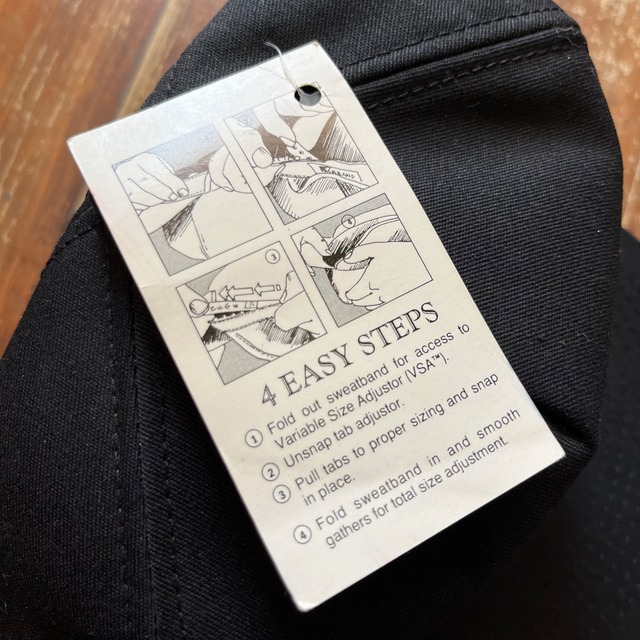 ③
②
4 EASY STEPS
① Fold out sweatband for access to
Variable Size Adjustor (VSA™).
② Unsnap tab adjustor.
③ Pull tabs to proper sizing and snap
in place.
④ Fold sweatband in and smooth
gathers for total size adjustment.